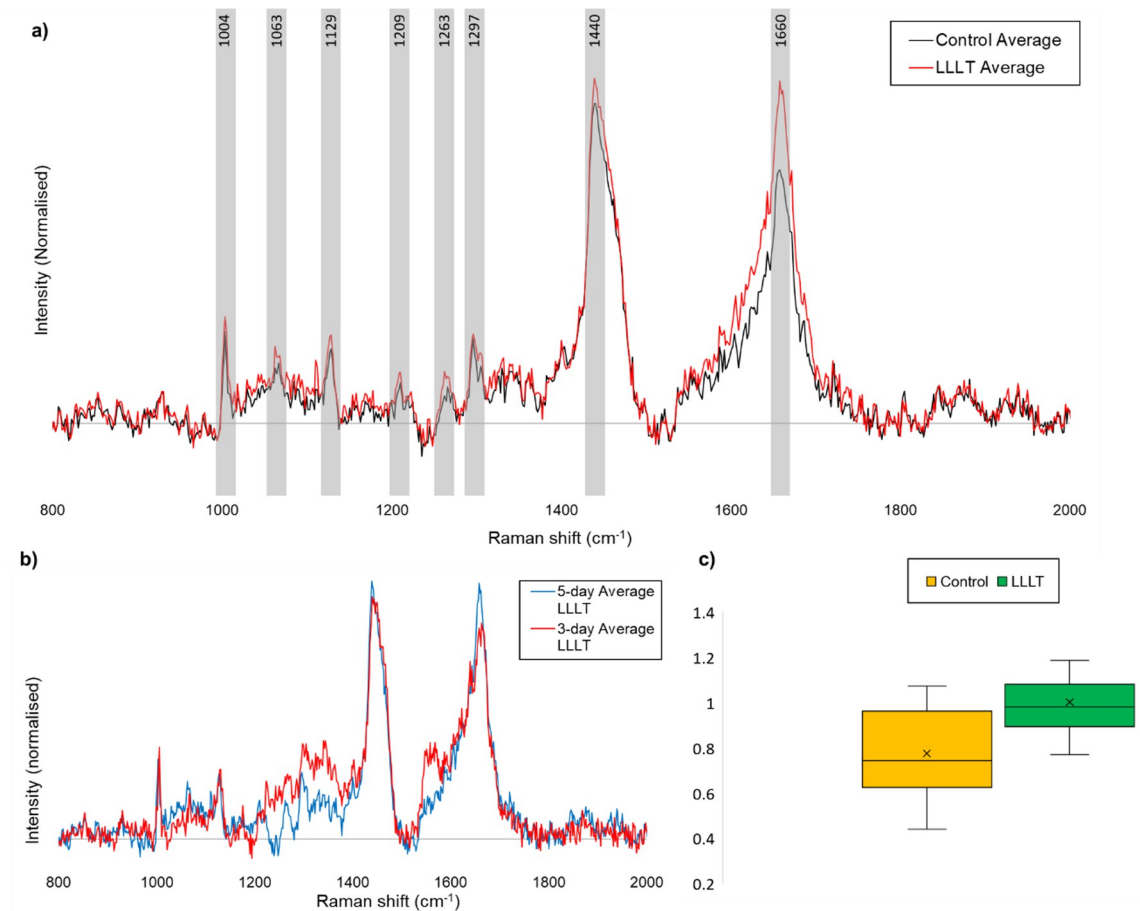 a)
1004
1063
1129
1209
1263
1297
1440
1660
Control Average
LLLT Average
Intensity (Normalised)
800
1000
1200
1400
1600
1800
2000
Raman shift (cm-1)
b)
5-day Average
LLLT
3-day Average
LLLT
Intensity (normalised)
800
1000
1200
1400
1600
1800
2000
Raman shift (cm-1)
c)
Control
LLLT
1.4
1.2
1
0.8
0.6
0.4
0.2